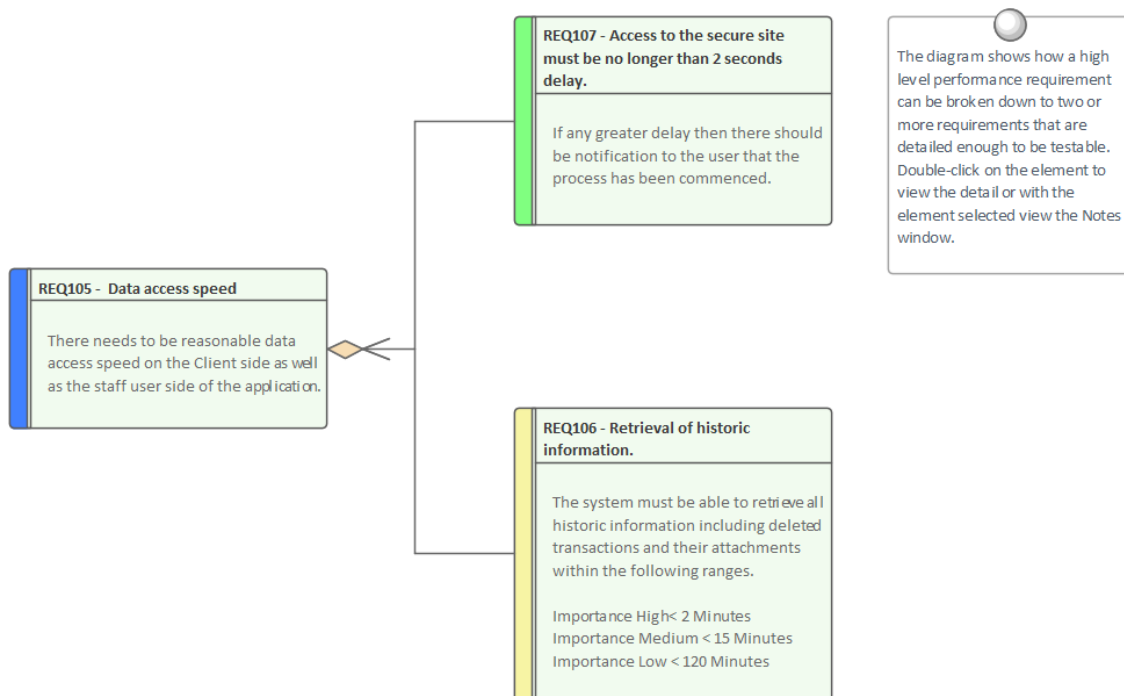 REQ107 - Access to the secure site
must be no longer than 2 seconds
delay.
If any greater delay then there should
be notification to the user that the
process has been commenced.
The diagram shows how a high
level performance requirement
can be broken down to two or
more requirements that are
detailed enough to be testable.
Double-click on the element to
view the detail or with the
element selected view the Notes
window.
REQ105 - Data access speed
There needs to be reasonable data
access speed on the Client side as well
as the staff user side of the application.
REQ106 - Retrieval of historic
information.
The system must be able to retrieve all
historic information including deleted
transactions and their attachments
within the following ranges.
Importance High< 2 Minutes
Importance Medium < 15 Minutes
Importance Low < 120 Minutes